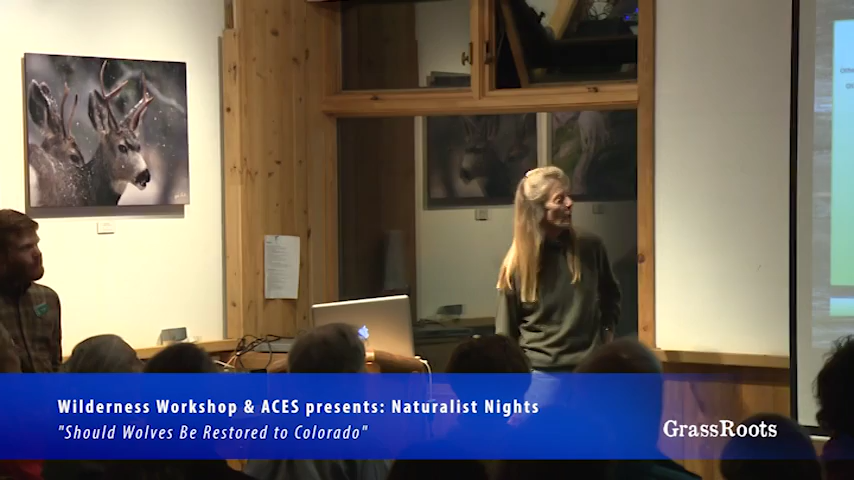 Wilderness Workshop & ACES presents: Naturalist Nights
"Should Wolves Be Restored to Colorado"
GrassRoots